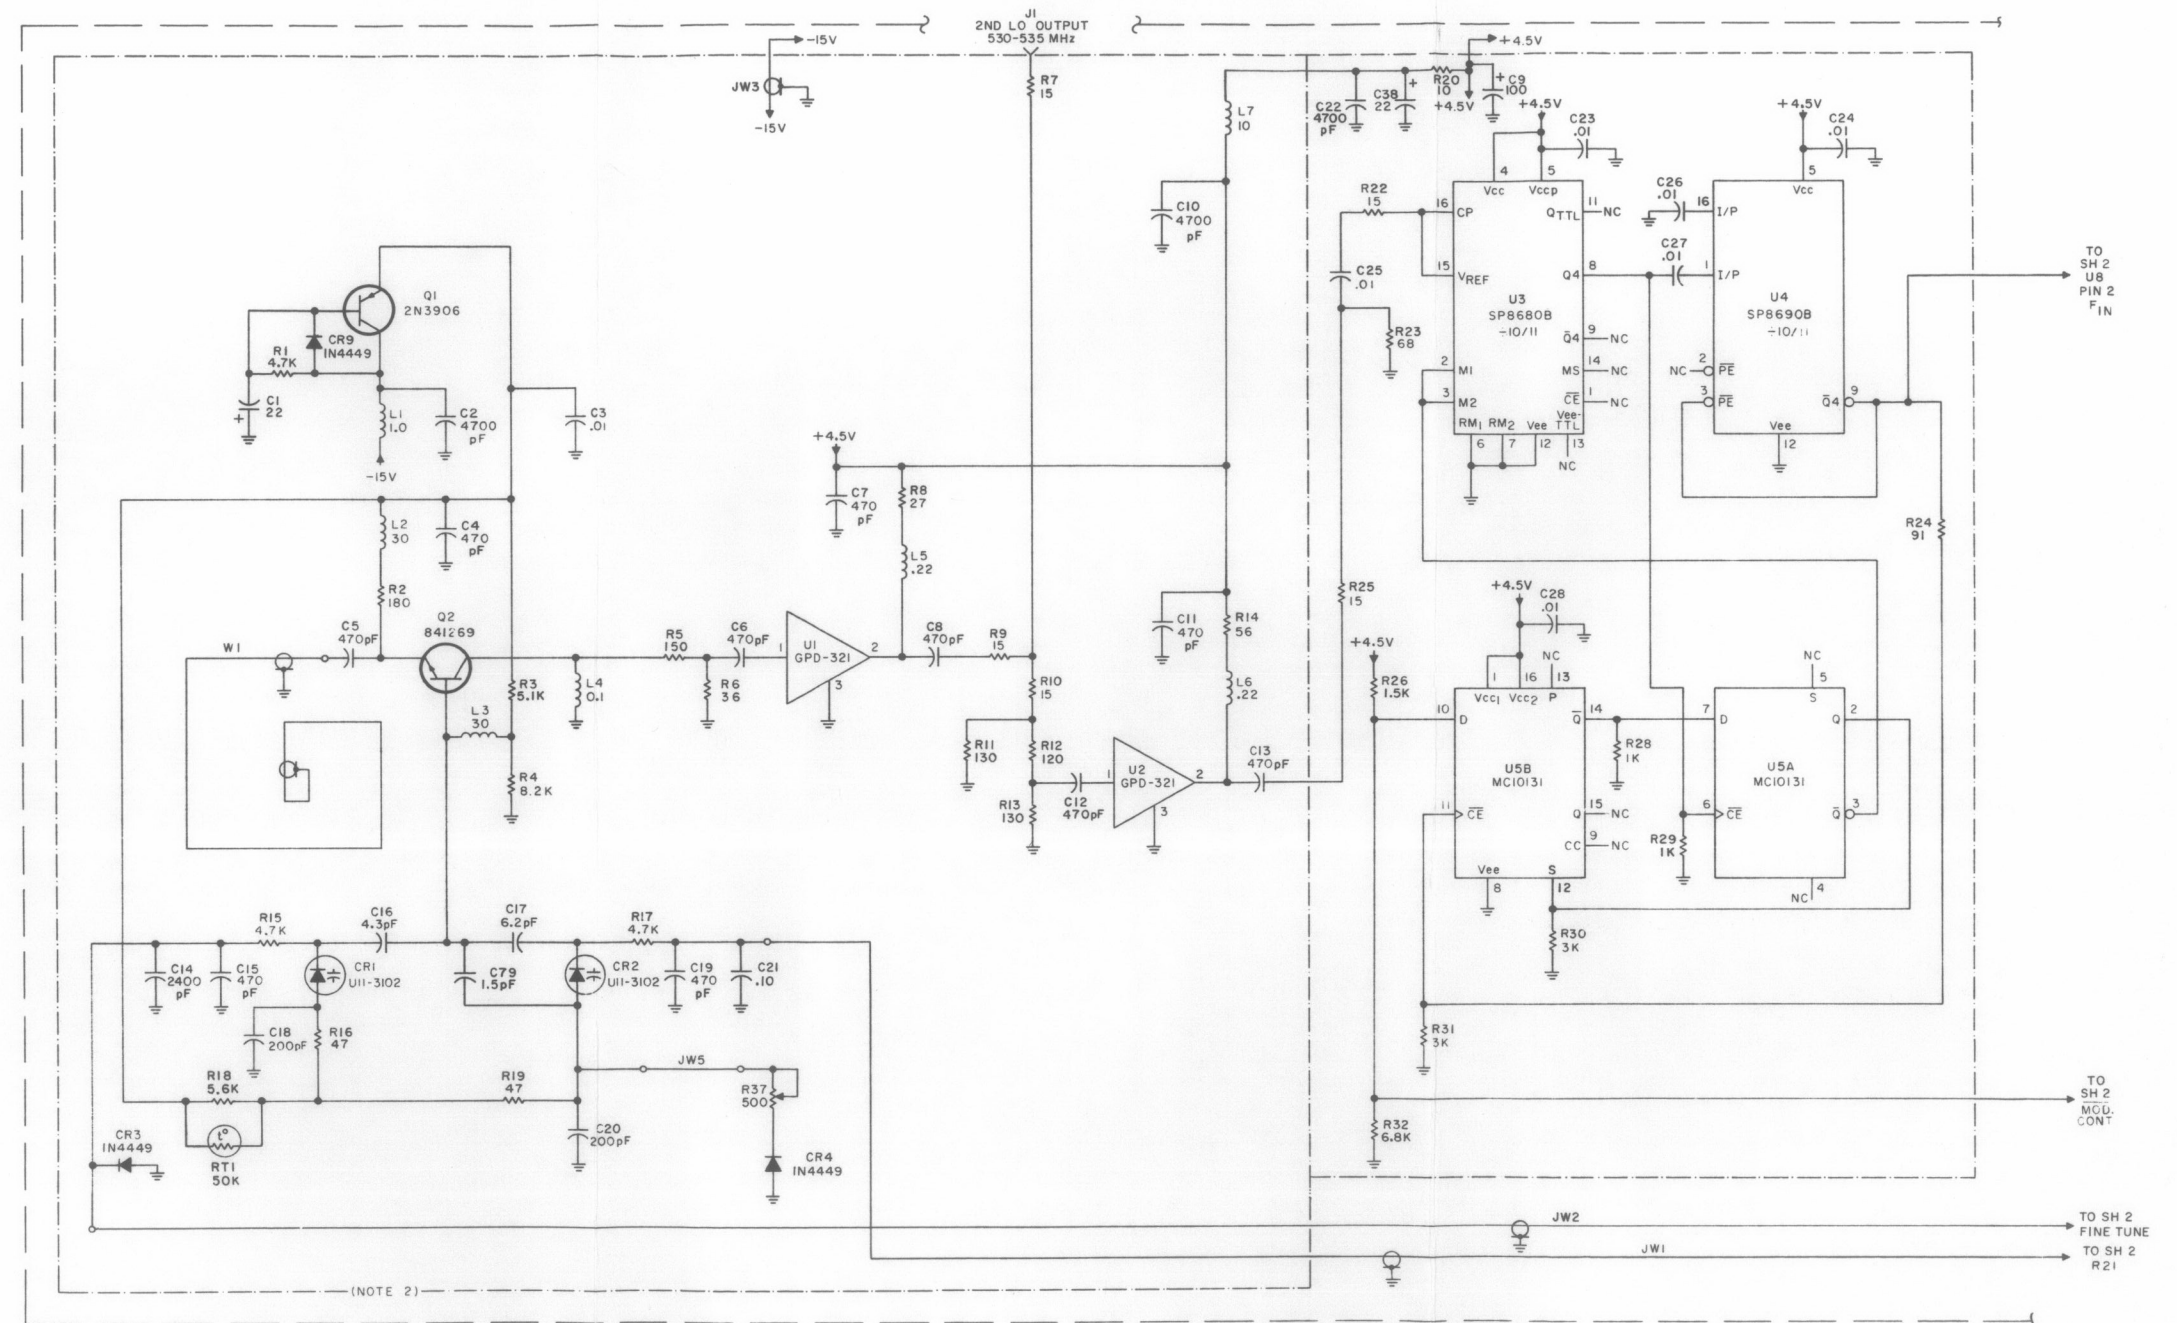 J1
2ND LO OUTPUT
530-535 MHz
-15V
JW3
-15V
R7
15
L7
10
C22
4700
pF
C38
22
+
R20
10
+4.5V
+4.5V
+
C9
100
+4.5V
C23
.01
+4.5V
C24
.01
C10
4700
pF
R22
15
C25
.01
R23
68
4
5
Vcc
Vccp
16
CP
QTTL
11
NC
15
VREF
Q4
8
U3
SP8680B
÷10/11
Q4
9
NC
2
M1
MS
14
NC
3
M2
CE
1
NC
Vee-
TTL
RM1
RM2
Vee
6
7
12
13
NC
C26
.01
C27
.01
5
Vcc
16
I/P
1
I/P
U4
SP8690B
÷10/11
2
NC
PE
3
PE
Q4
9
Vee
12
TO
SH 2
U8
PIN 2
FIN
Q1
2N3906
CR9
1N4449
R1
4.7K
C1
22
+
L1
1.0
C2
4700
pF
-15V
C3
.01
L2
30
C4
470
pF
R2
180
W1
C5
470pF
Q2
841269
R3
5.1K
L3
30
R4
8.2K
L4
0.1
R5
150
R6
36
C6
470pF
1
U1
GPD-321
2
3
+4.5V
C7
470
pF
R8
27
L5
.22
C8
470pF
R9
15
R10
15
R11
130
R12
120
R13
130
C12
470pF
1
U2
GPD-321
2
3
C11
470
pF
R14
56
L6
.22
C13
470pF
R25
15
R24
91
+4.5V
R26
1.5K
+4.5V
C28
.01
NC
1
16
13
Vcc1
Vcc2
P
10
D
Q
14
U5B
MC10131
11
CE
Q
15
NC
CC
9
NC
Vee
S
8
12
R28
1K
R29
1K
R30
3K
R31
3K
R32
6.8K
NC
5
S
7
D
Q
2
U5A
MC10131
6
CE
Q
3
NC
4
R15
4.7K
C16
4.3pF
C17
6.2pF
R17
4.7K
C14
2400
pF
C15
470
pF
CR1
U11-3102
C79
1.5pF
CR2
U11-3102
C19
470
pF
C21
.10
C18
200pF
R16
47
R18
5.6K
R19
47
JW5
R37
500
t°
RT1
50K
CR3
1N4449
C20
200pF
CR4
1N4449
TO
SH 2
MOD.
CONT
JW2
TO SH 2
FINE TUNE
JW1
TO SH 2
R21
(NOTE 2)